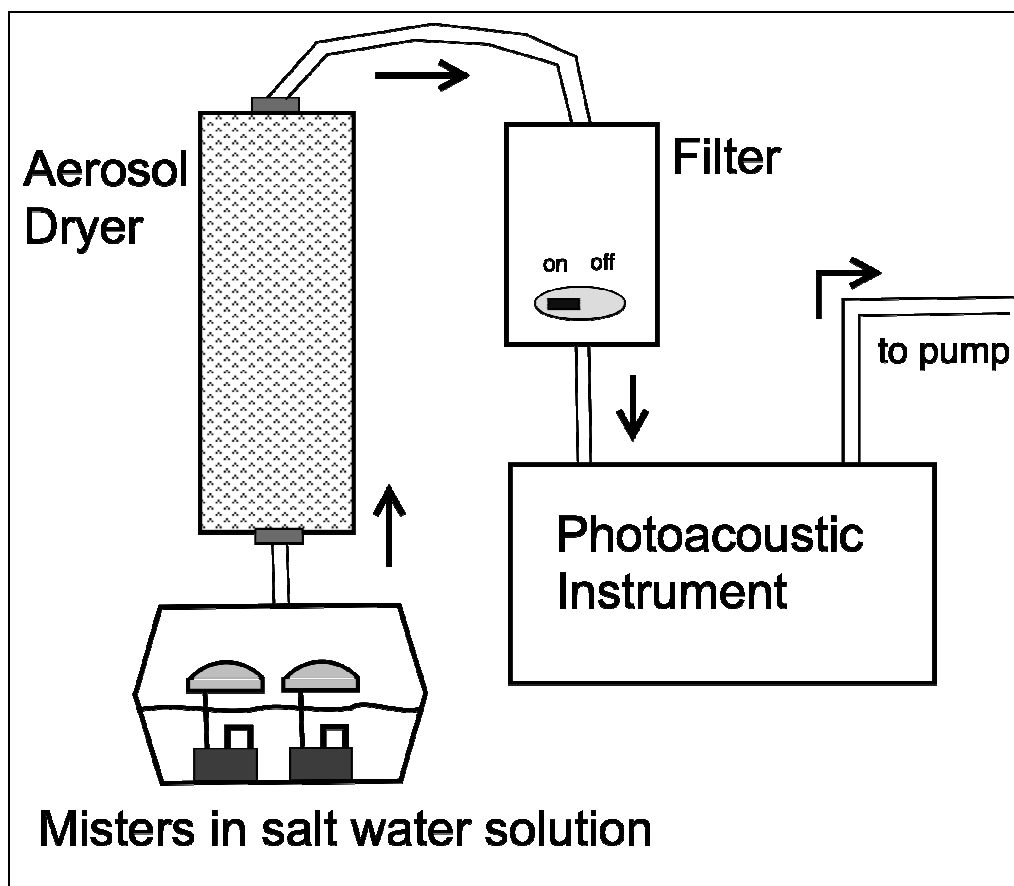 Aerosol
Dryer
Filter
on off
to pump
Photoacoustic
Instrument
Misters in salt water solution